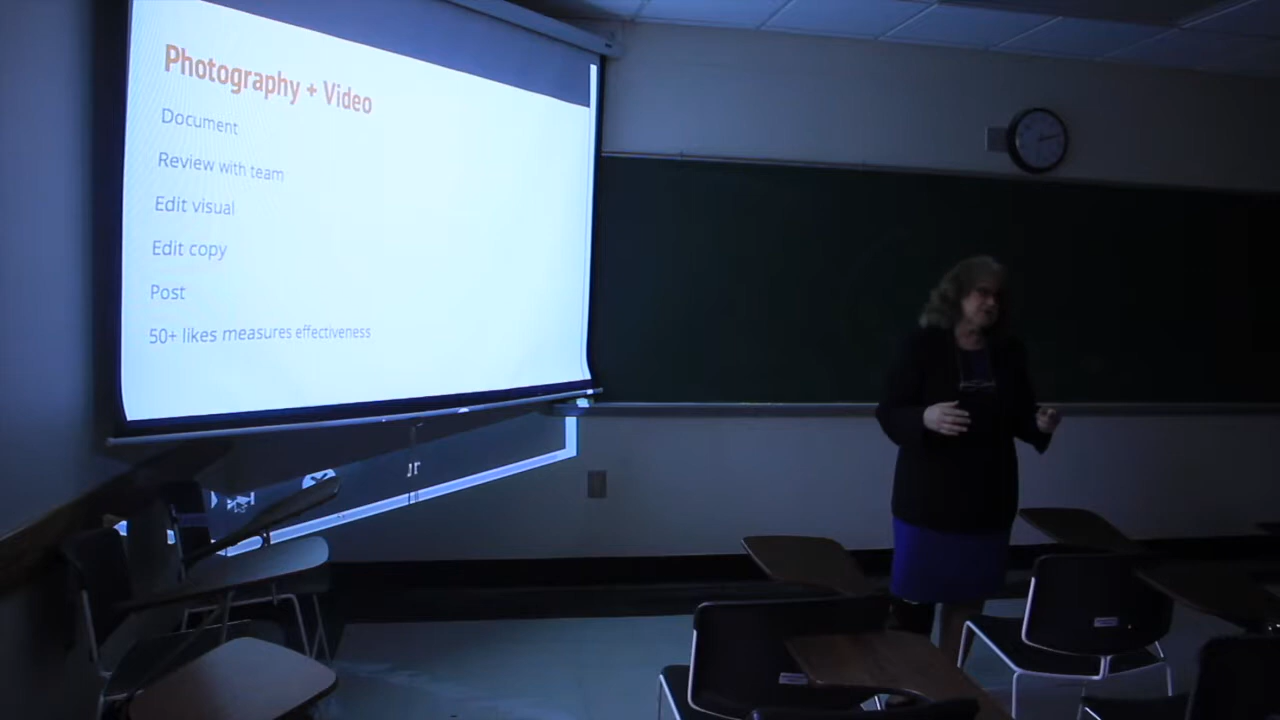 Photography + Video
Document
Review with team
Edit visual
Edit copy
Post
50+ likes measures effectiveness